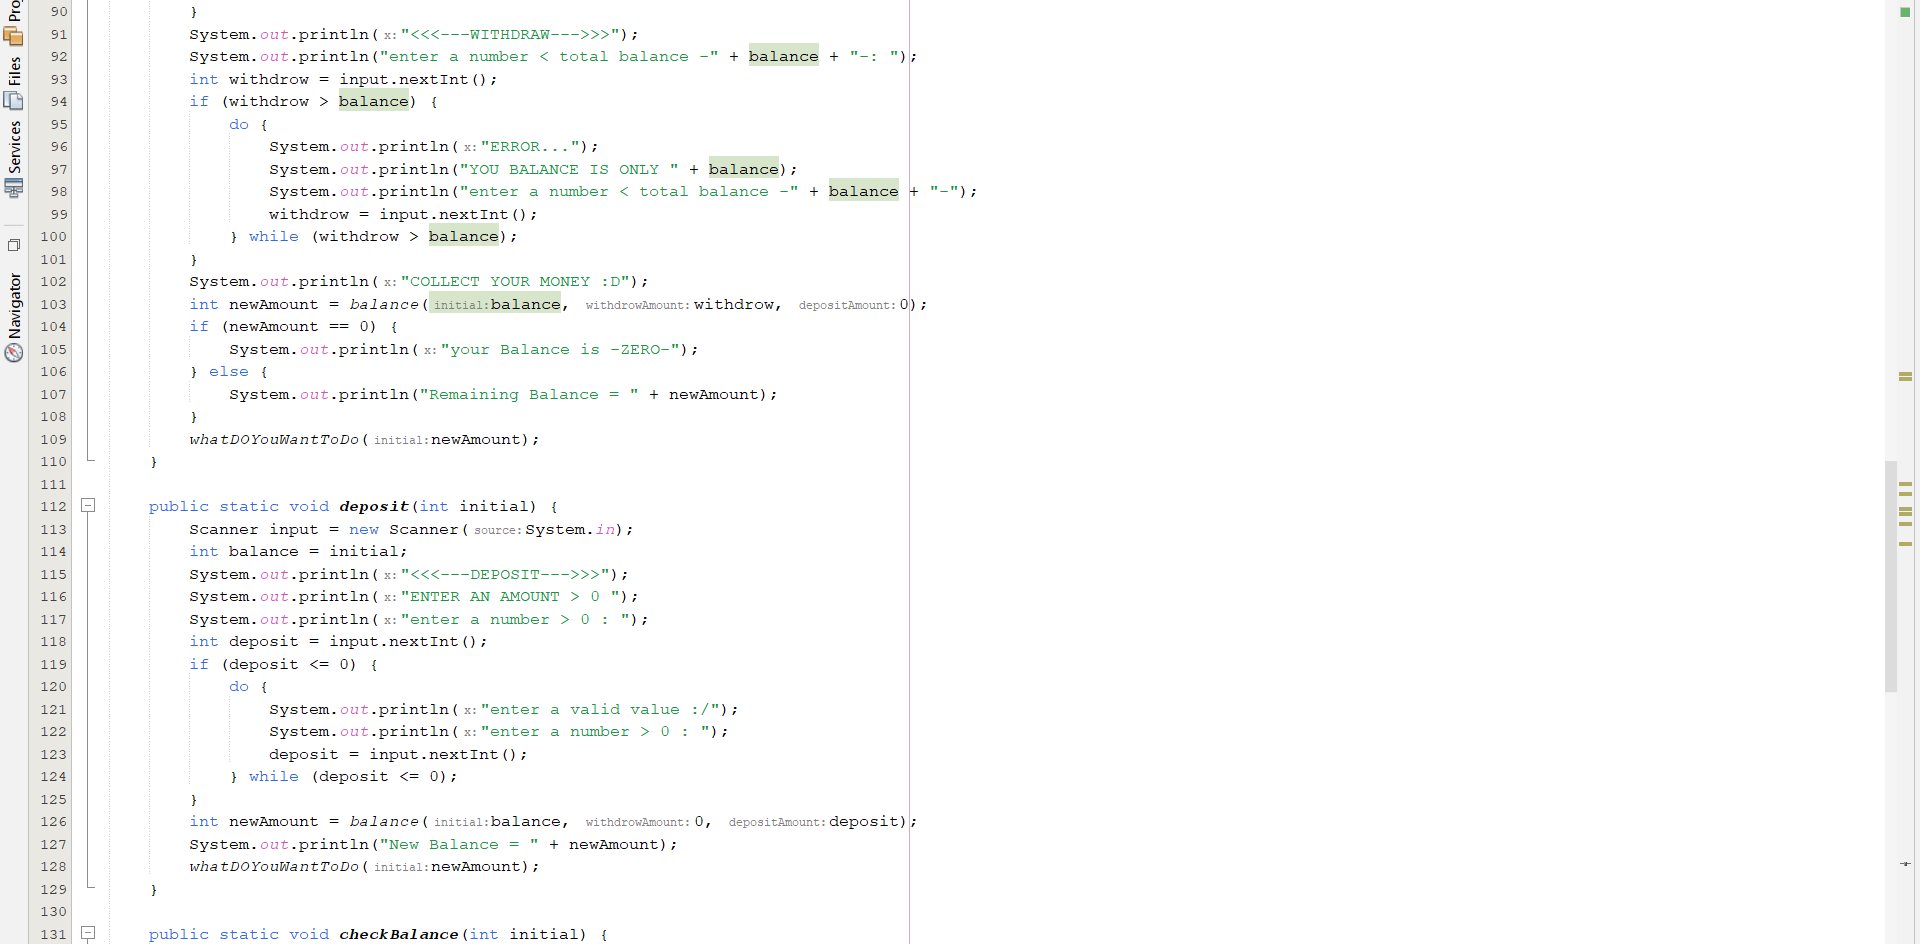 Pro
Files
Services
Navigator
90 }
91 System.out.println( x: "<<<---WITHDRAW--->>>");
92 System.out.println("enter a number < total balance -" + balance + "-: ");
93 int withdrow = input.nextInt();
94 if (withdrow > balance) {
95 do {
96 System.out.println( x: "ERROR...");
97 System.out.println("YOU BALANCE IS ONLY " + balance);
98 System.out.println("enter a number < total balance -" + balance + "-");
99 withdrow = input.nextInt();
100 } while (withdrow > balance);
101 }
102 System.out.println( x: "COLLECT YOUR MONEY :D");
103 int newAmount = balance( initial: balance, withdrowAmount: withdrow, depositAmount: 0);
104 if (newAmount == 0) {
105 System.out.println( x: "your Balance is -ZERO-");
106 } else {
107 System.out.println("Remaining Balance = " + newAmount);
108 }
109 whatDOYouWantToDo( initial: newAmount);
110 }
111
112 public static void deposit(int initial) {
113 Scanner input = new Scanner( source: System.in);
114 int balance = initial;
115 System.out.println( x: "<<<---DEPOSIT--->>>");
116 System.out.println( x: "ENTER AN AMOUNT > 0 ");
117 System.out.println( x: "enter a number > 0 : ");
118 int deposit = input.nextInt();
119 if (deposit <= 0) {
120 do {
121 System.out.println( x: "enter a valid value :/");
122 System.out.println( x: "enter a number > 0 : ");
123 deposit = input.nextInt();
124 } while (deposit <= 0);
125 }
126 int newAmount = balance( initial: balance, withdrowAmount: 0, depositAmount: deposit);
127 System.out.println("New Balance = " + newAmount);
128 whatDOYouWantToDo( initial: newAmount);
129 }
130
131 public static void checkBalance(int initial) {